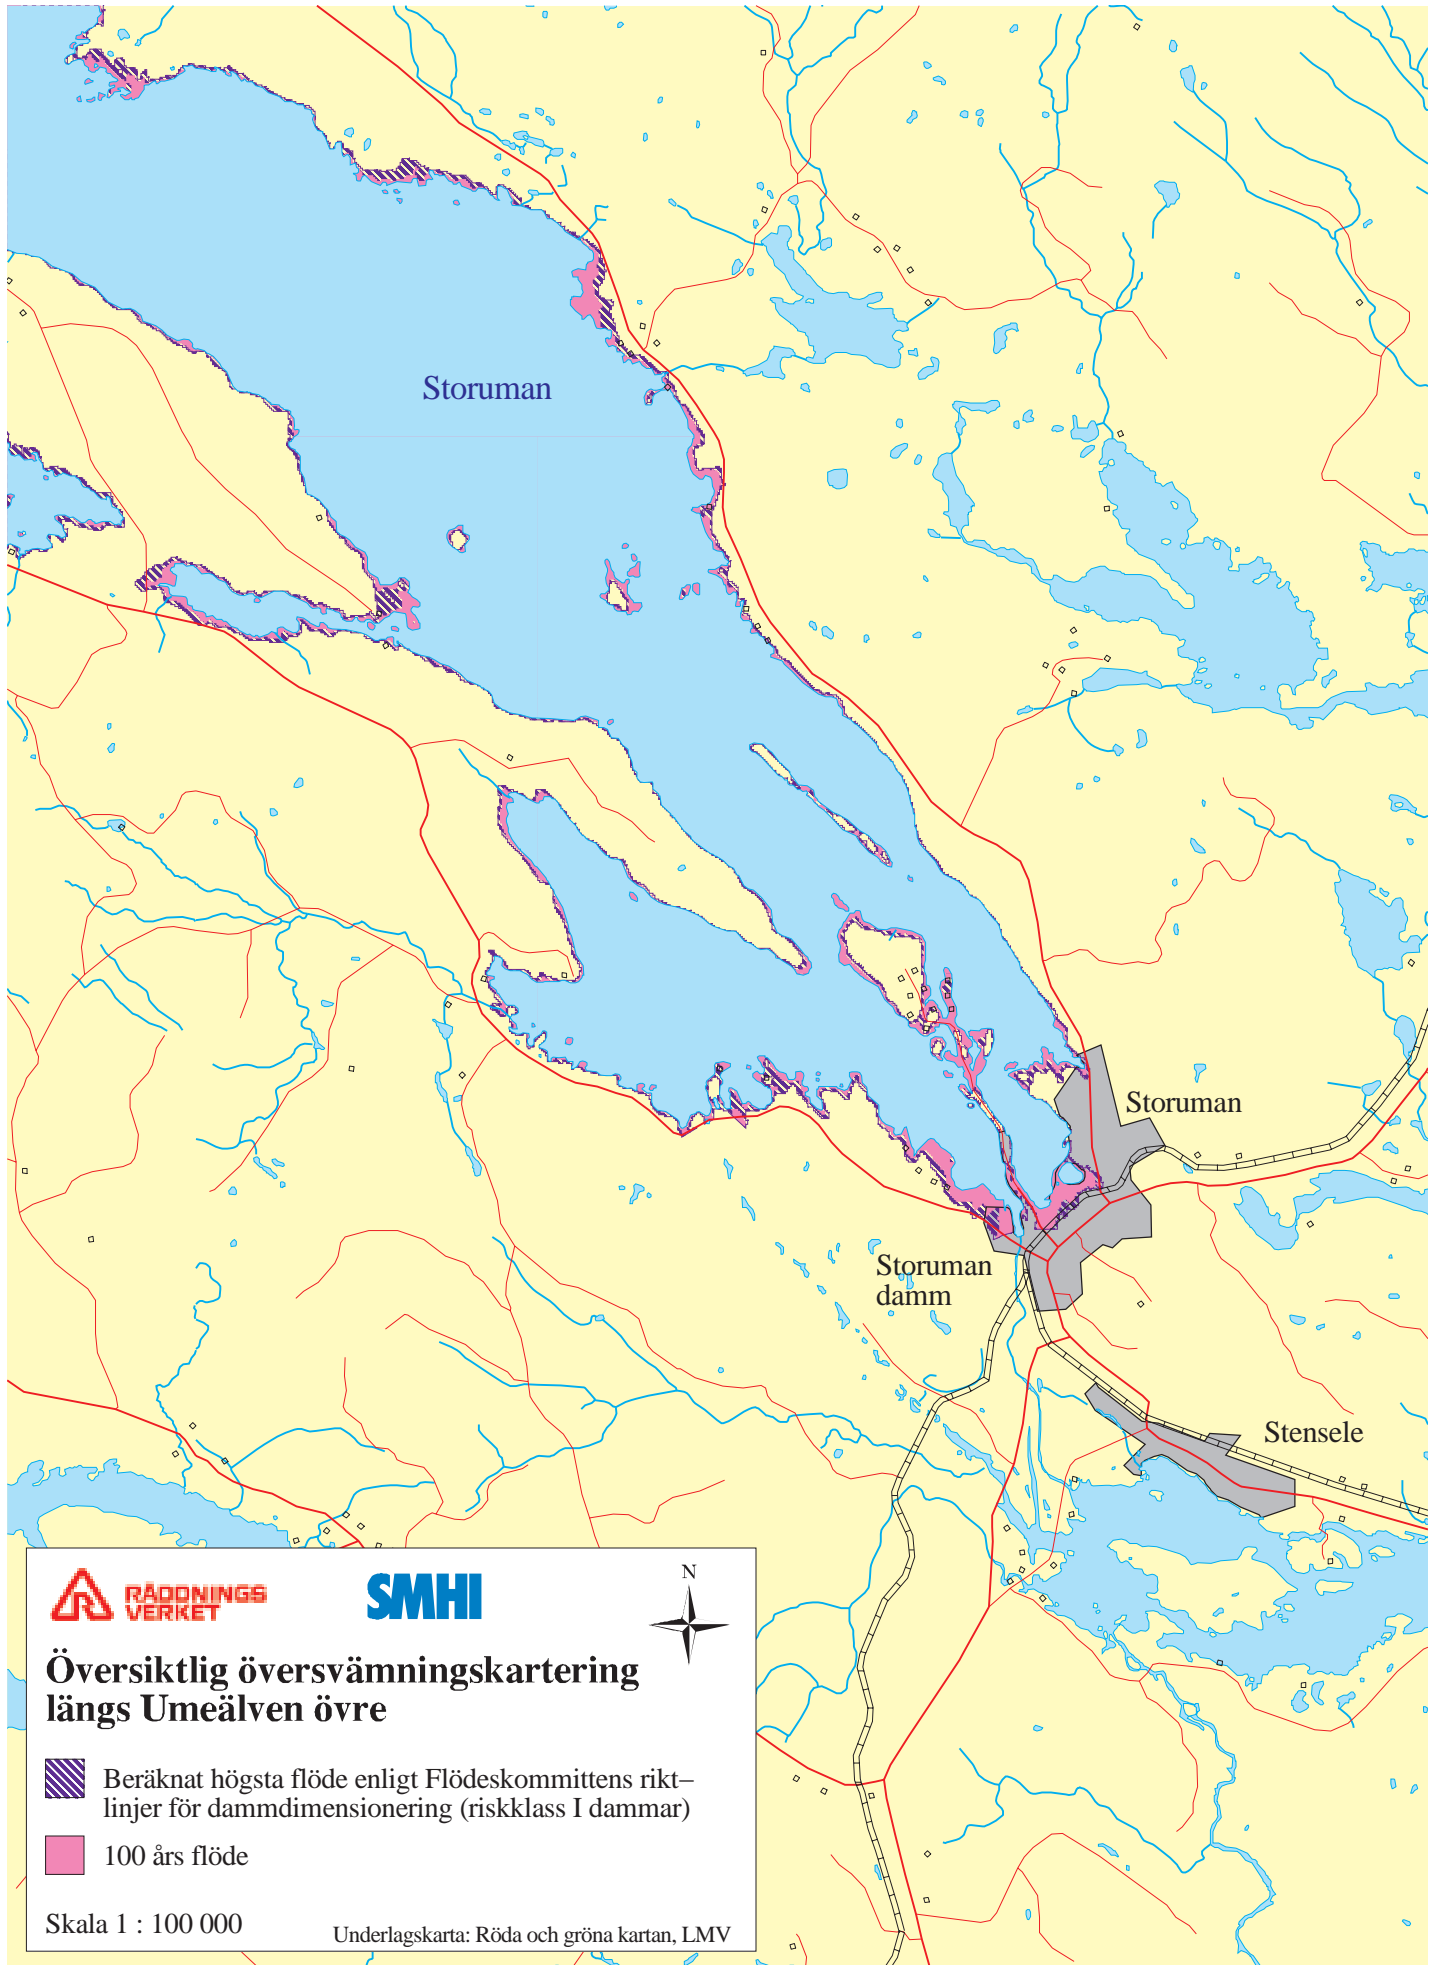 Storuman
Storuman
Storuman
damm
Stensele
N
RÄDDNINGS
VERKET
SMHI
Översiktlig översvämningskartering
längs Umeälven övre
Beräknat högsta flöde enligt Flödeskommittens rikt–
linjer för dammdimensionering (riskklass I dammar)
100 års flöde
Skala 1 : 100 000
Underlagskarta: Röda och gröna kartan, LMV